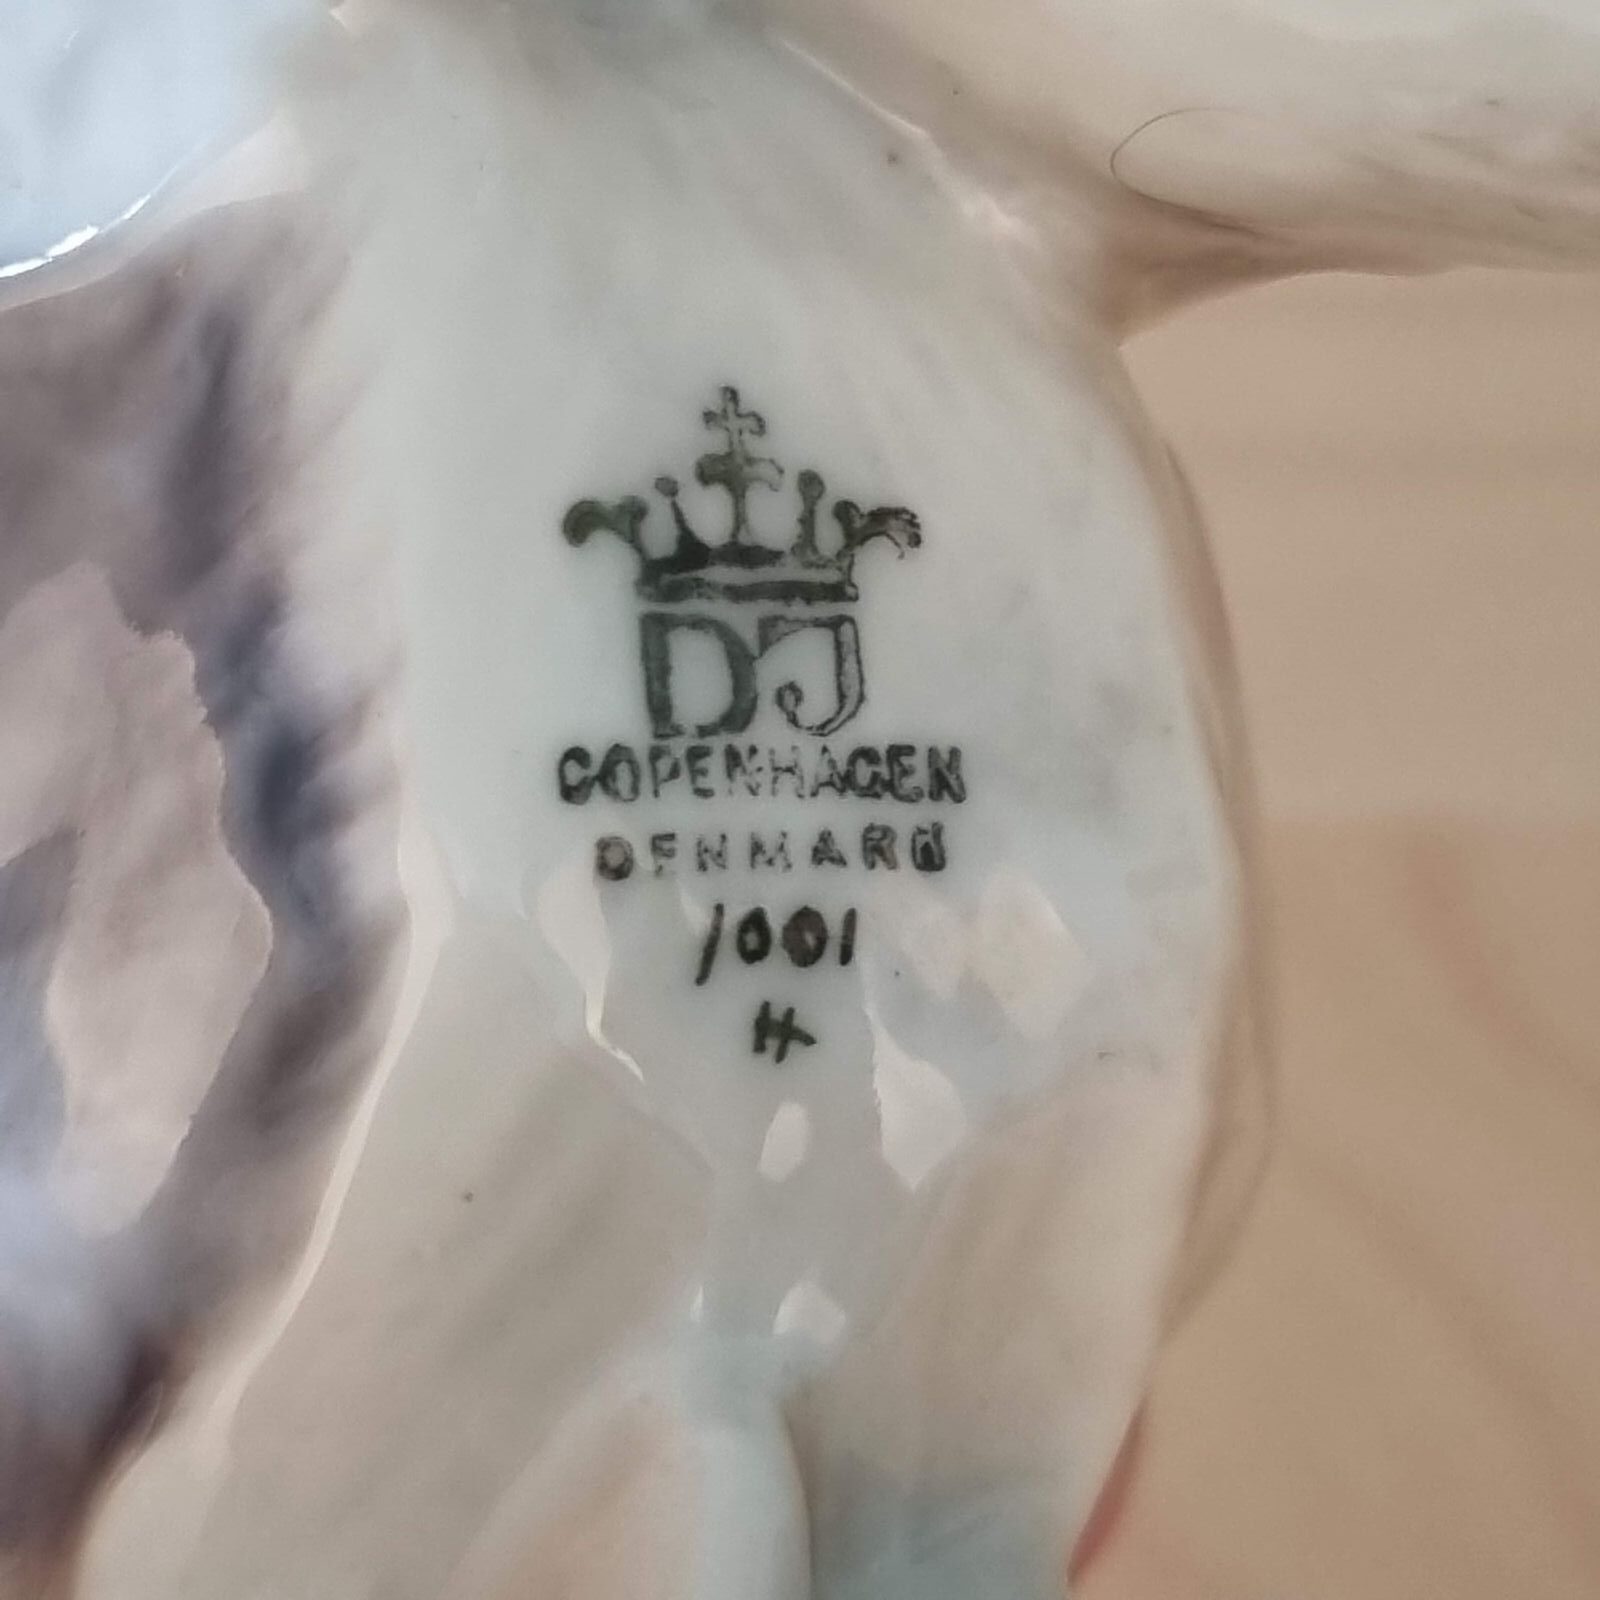 DJ
COPENHAGEN
DENMARK
1001
H